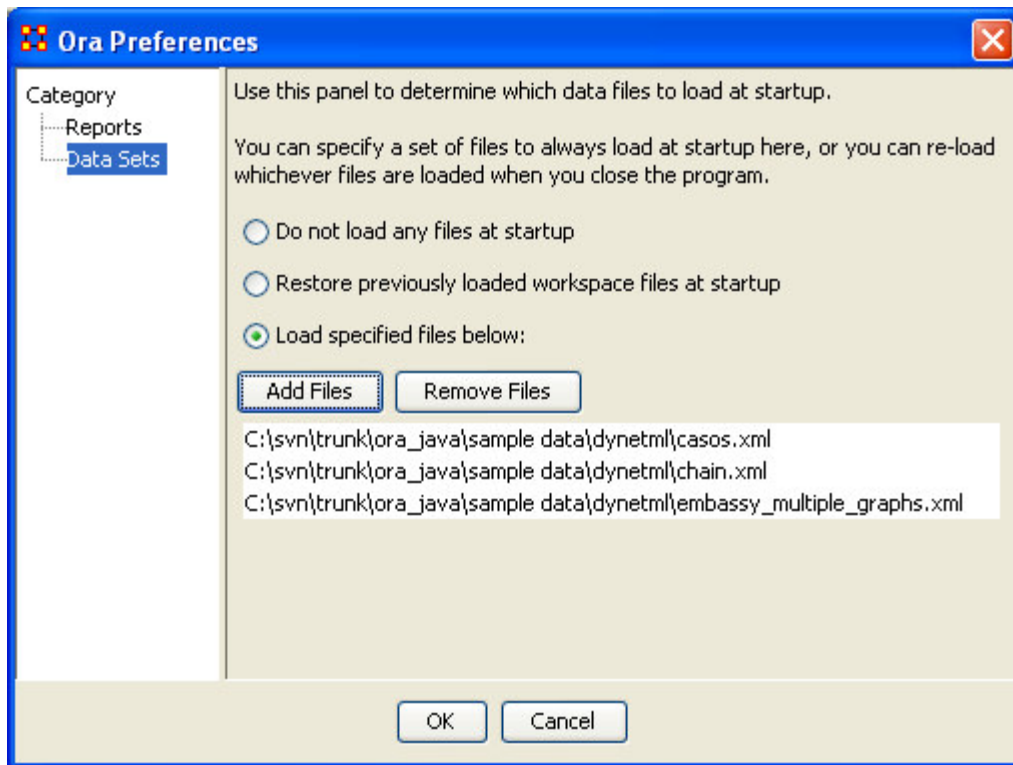 Ora Preferences
Category
Reports
Data Sets
Use this panel to determine which data files to load at startup.
You can specify a set of files to always load at startup here, or you can re-load
whichever files are loaded when you close the program.
Do not load any files at startup
Restore previously loaded workspace files at startup
Load specified files below:
Add Files
Remove Files
C:\svn\trunk\ora_java\sample data\dynetml\casos.xml
C:\svn\trunk\ora_java\sample data\dynetml\chain.xml
C:\svn\trunk\ora_java\sample data\dynetml\embassy_multiple_graphs.xml
OK
Cancel